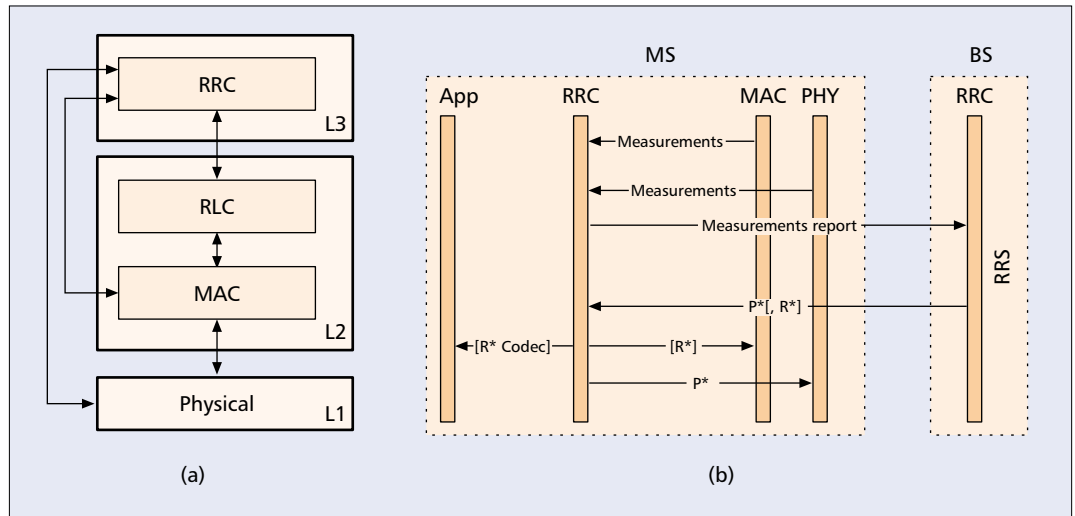 RRC
L3
RLC
MAC
L2
Physical
L1
(a)
MS
BS
App
RRC
MAC
PHY
RRC
Measurements
Measurements
Measurements report
RRS
P*[, R*]
[R* Codec]
[R*]
P*
(b)